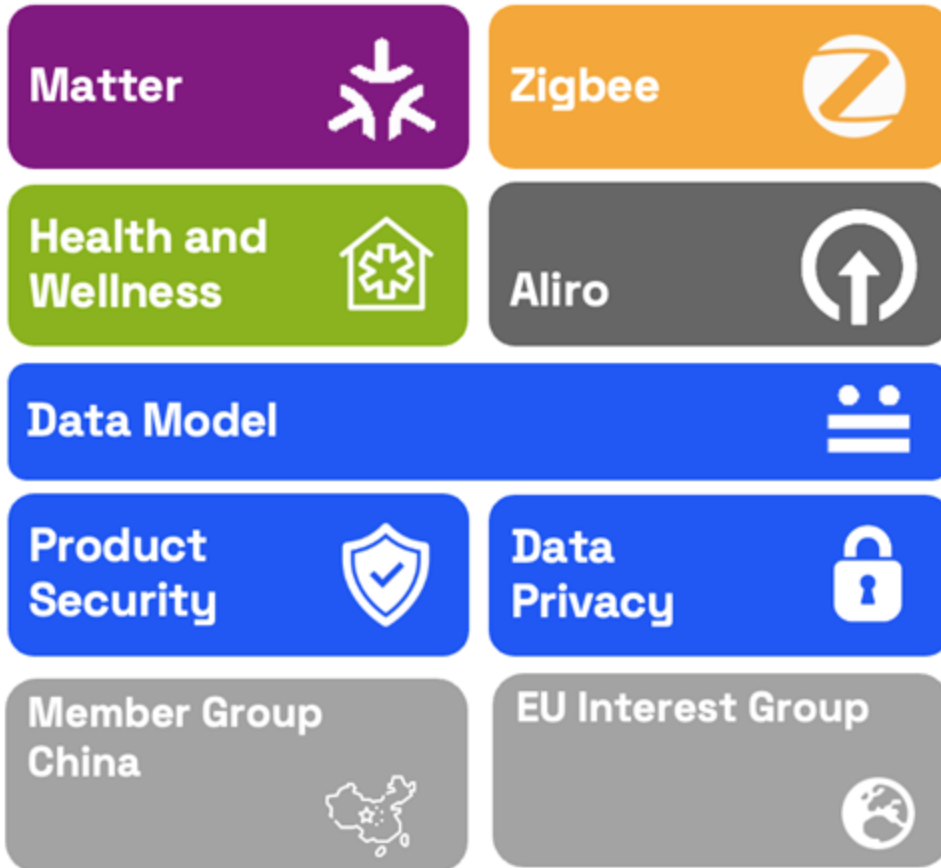 Matter
Zigbee
Health and
Wellness
Aliro
Data Model
Product
Security
Data
Privacy
Member Group
China
EU Interest Group